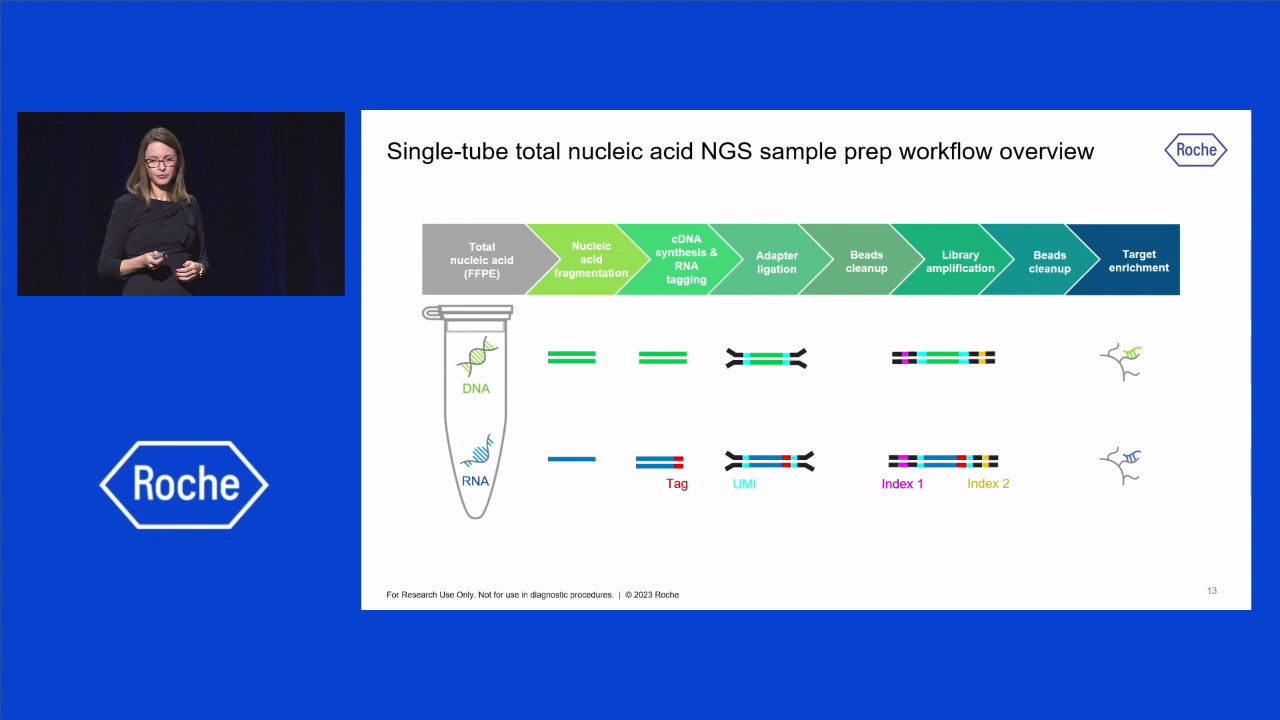 Single-tube total nucleic acid NGS sample prep workflow overview
Roche
Total
nucleic acid
(FFPE)
Nucleic
acid
fragmentation
cDNA
synthesis &
RNA
tagging
Adapter
ligation
Beads
cleanup
Library
amplification
Beads
cleanup
Target
enrichment
DNA
RNA
Tag
UMI
Index 1
Index 2
Roche
For Research Use Only. Not for use in diagnostic procedures. | © 2023 Roche
13